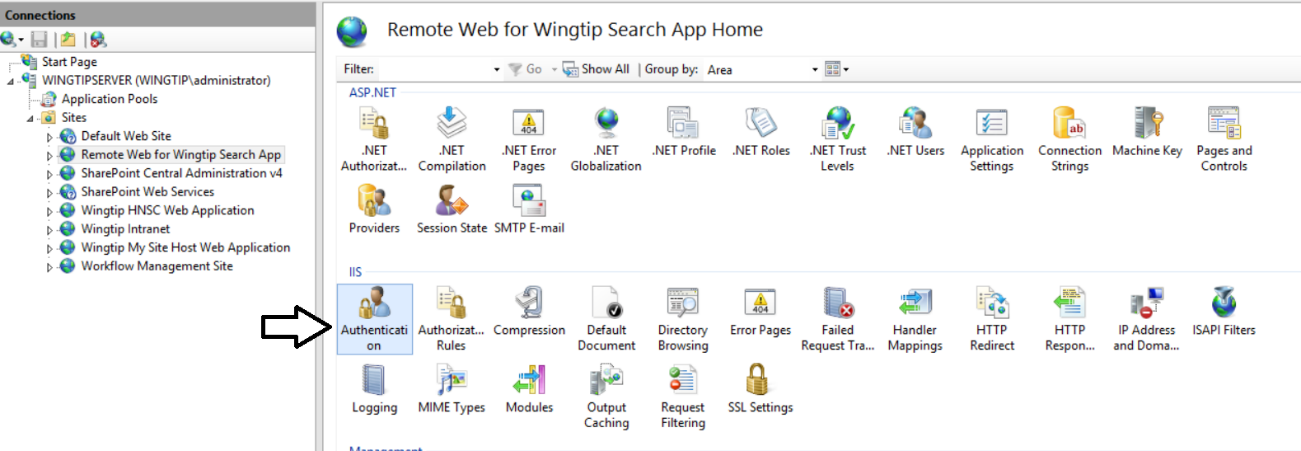 Connections
Remote Web for Wingtip Search App Home
Start Page
WINGTIPSERVER (WINGTIP\administrator)
Application Pools
Sites
Default Web Site
Remote Web for Wingtip Search App
SharePoint Central Administration v4
SharePoint Web Services
Wingtip HNSC Web Application
Wingtip Intranet
Wingtip My Site Host Web Application
Workflow Management Site
Filter: Go Show All Group by: Area
ASP.NET
.NET Authorizat...
.NET Compilation
404
.NET Error Pages
.NET Globalization
.NET Profile
.NET Roles
.NET Trust Levels
.NET Users
Application Settings
ab
Connection Strings
Machine Key
Pages and Controls
Providers
Session State
SMTP E-mail
IIS
Authenticati on
Authorizat... Rules
Compression
Default Document
Directory Browsing
404
Error Pages
Failed Request Tra...
Handler Mappings
HTTP Redirect
HTTP Respon...
IP Address and Doma...
ISAPI Filters
Logging
MIME Types
Modules
Output Caching
Request Filtering
SSL Settings
Management